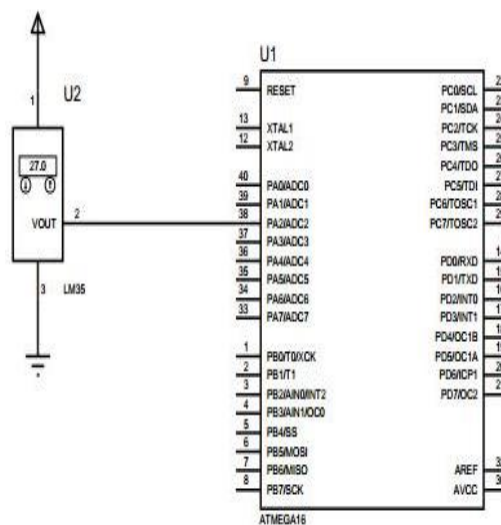 U1
U2
1
27.0
VOUT
2
3
LM35
9 RESET
13 XTAL1
12 XTAL2
40 PA0/ADC0
39 PA1/ADC1
38 PA2/ADC2
37 PA3/ADC3
36 PA4/ADC4
35 PA5/ADC5
34 PA6/ADC6
33 PA7/ADC7
1 PB0/T0/XCK
2 PB1/T1
3 PB2/AIN0/INT2
4 PB3/AIN1/OC0
5 PB4/SS
6 PB5/MOSI
7 PB6/MISO
8 PB7/SCK
PC0/SCL
PC1/SDA
PC2/TCK
PC3/TMS
PC4/TDO
PC5/TDI
PC6/TOSC1
PC7/TOSC2
PD0/RXD
PD1/TXD
PD2/INT0
PD3/INT1
PD4/OC1B
PD5/OC1A
PD6/ICP1
PD7/OC2
AREF
AVCC
ATMEGA16